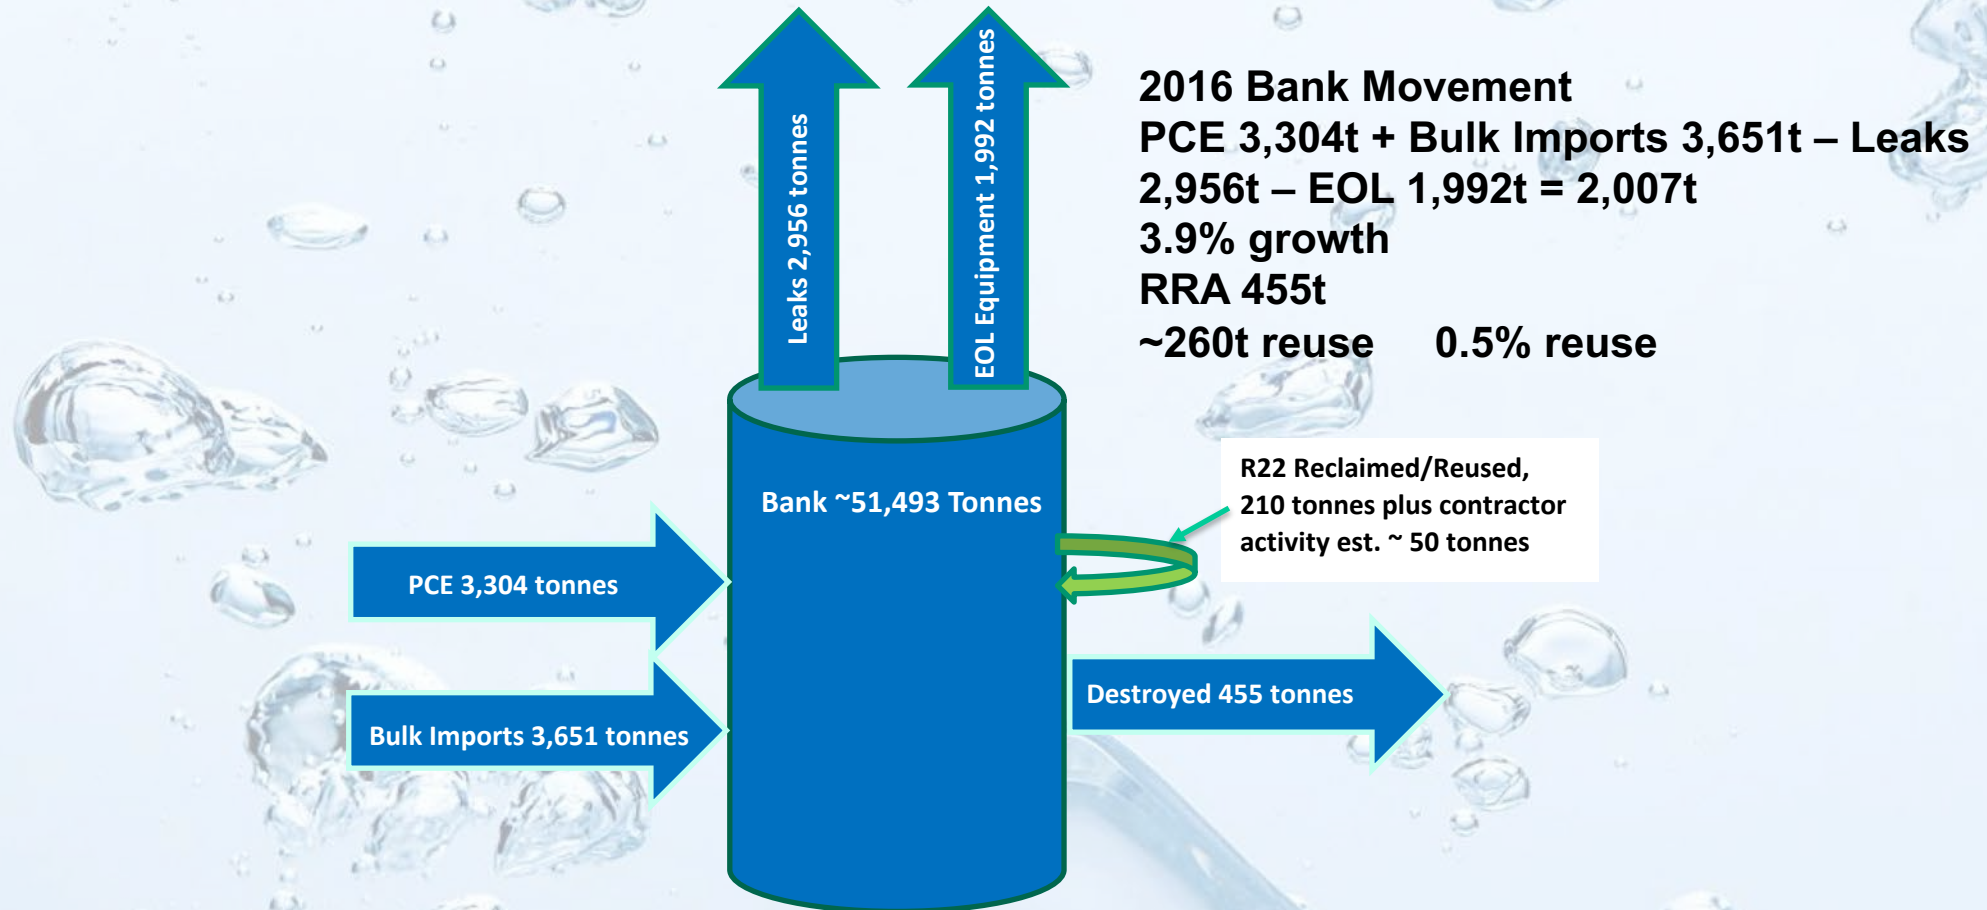 Leaks 2,956 tonnes
EOL Equipment 1,992 tonnes
2016 Bank Movement
PCE 3,304t + Bulk Imports 3,651t – Leaks
2,956t – EOL 1,992t = 2,007t
3.9% growth
RRA 455t
~260t reuse 0.5% reuse
R22 Reclaimed/Reused,
210 tonnes plus contractor
activity est. ~ 50 tonnes
Bank ~51,493 Tonnes
PCE 3,304 tonnes
Destroyed 455 tonnes
Bulk Imports 3,651 tonnes